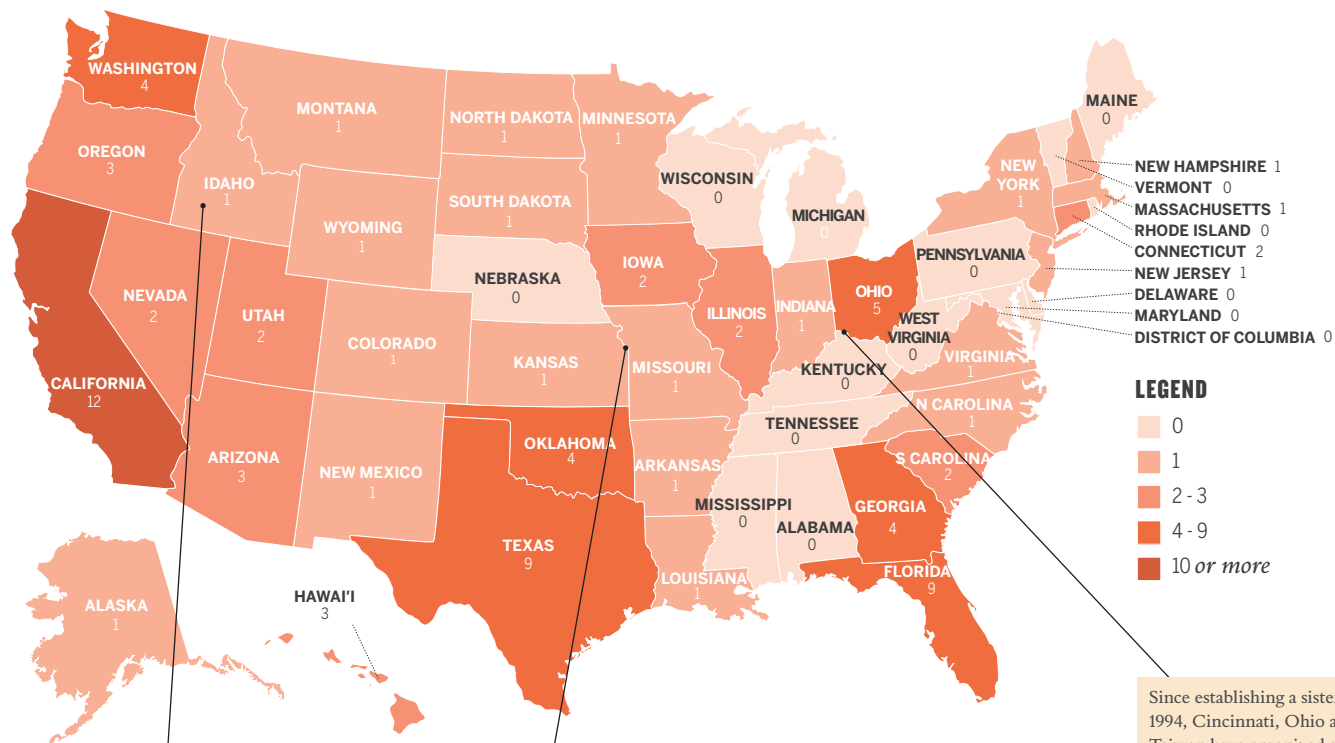 WASHINGTON
4
OREGON
3
CALIFORNIA
12
IDAHO
1
NEVADA
2
MONTANA
1
WYOMING
1
UTAH
2
ARIZONA
3
COLORADO
1
NEW MEXICO
1
NORTH DAKOTA
1
SOUTH DAKOTA
1
NEBRASKA
0
KANSAS
1
OKLAHOMA
4
TEXAS
9
MINNESOTA
1
IOWA
2
MISSOURI
1
ARKANSAS
1
LOUISIANA
1
WISCONSIN
0
ILLINOIS
2
MICHIGAN
0
INDIANA
1
OHIO
5
KENTUCKY
0
TENNESSEE
0
MISSISSIPPI
0
ALABAMA
0
GEORGIA
4
FLORIDA
9
S CAROLINA
2
N CAROLINA
1
VIRGINIA
1
WEST
VIRGINIA
0
PENNSYLVANIA
0
NEW
YORK
1
MAINE
0
NEW HAMPSHIRE 1
VERMONT 0
MASSACHUSETTS 1
RHODE ISLAND 0
CONNECTICUT 2
NEW JERSEY 1
DELAWARE 0
MARYLAND 0
DISTRICT OF COLUMBIA 0
ALASKA
1
HAWAI'I
3
LEGEND
0
1
2 - 3
4 - 9
10 or more
Since establishing a sister
1994, Cincinnati, Ohio a